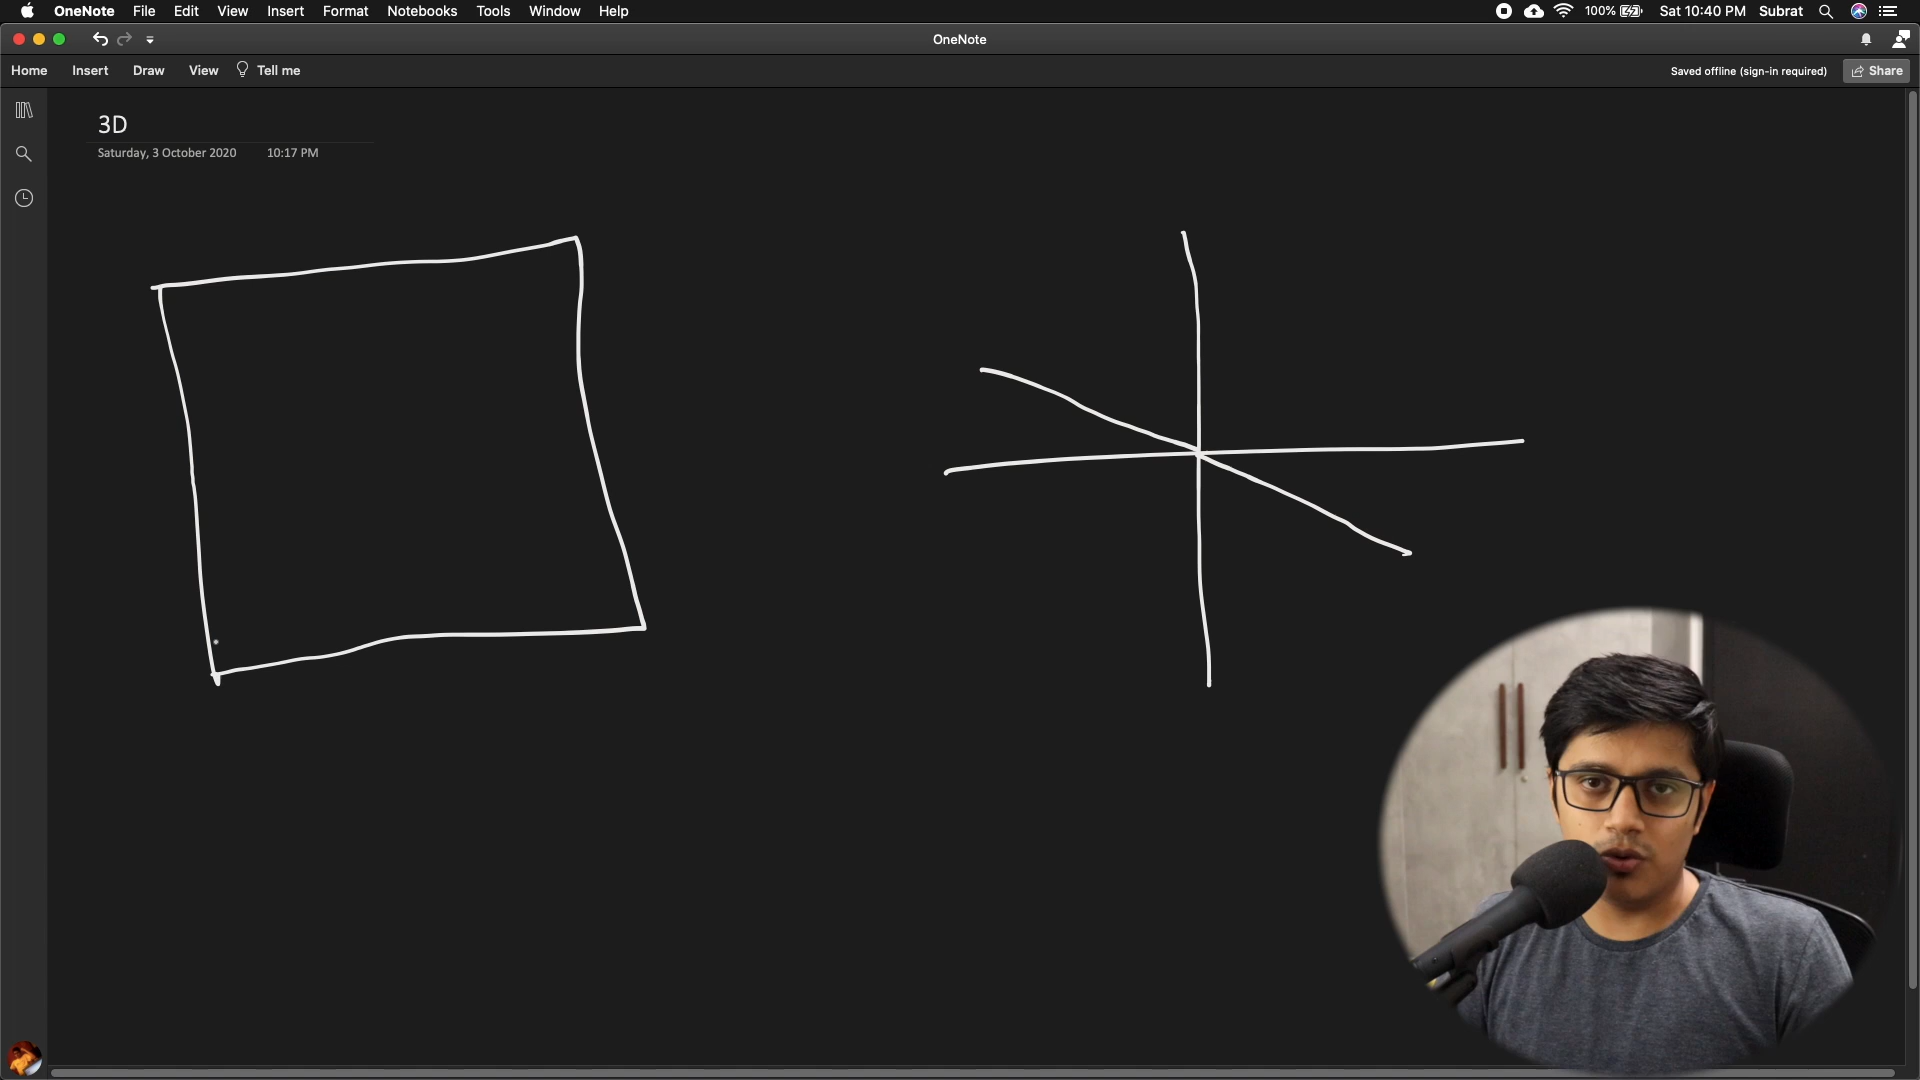 OneNote File Edit View Insert Format Notebooks Tools Window Help 100% Sat 10:40 PM Subrat
OneNote
Home Insert Draw View Tell me Saved offline (sign-in required) Share
3D
Saturday, 3 October 2020 10:17 PM